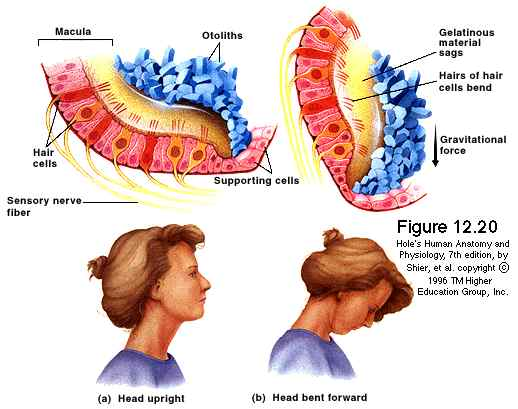 Macula
Otoliths
Hair
cells
Supporting cells
Sensory nerve
fiber
Gelatinous
material
sags
Hairs of hair
cells bend
Gravitational
force
Figure 12.20
Hole's Human Anatomy and
Physiology, 7th edition, by
Shier, et al. copyright ©
1996 TM Higher
Education Group, Inc.
(a) Head upright
(b) Head bent forward